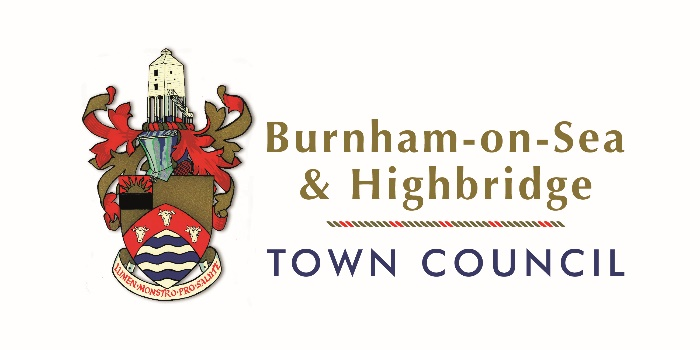 Burnham-on-Sea
& Highbridge
TOWN COUNCIL
LUMEN·MONSTRO·PRO·SALUTE